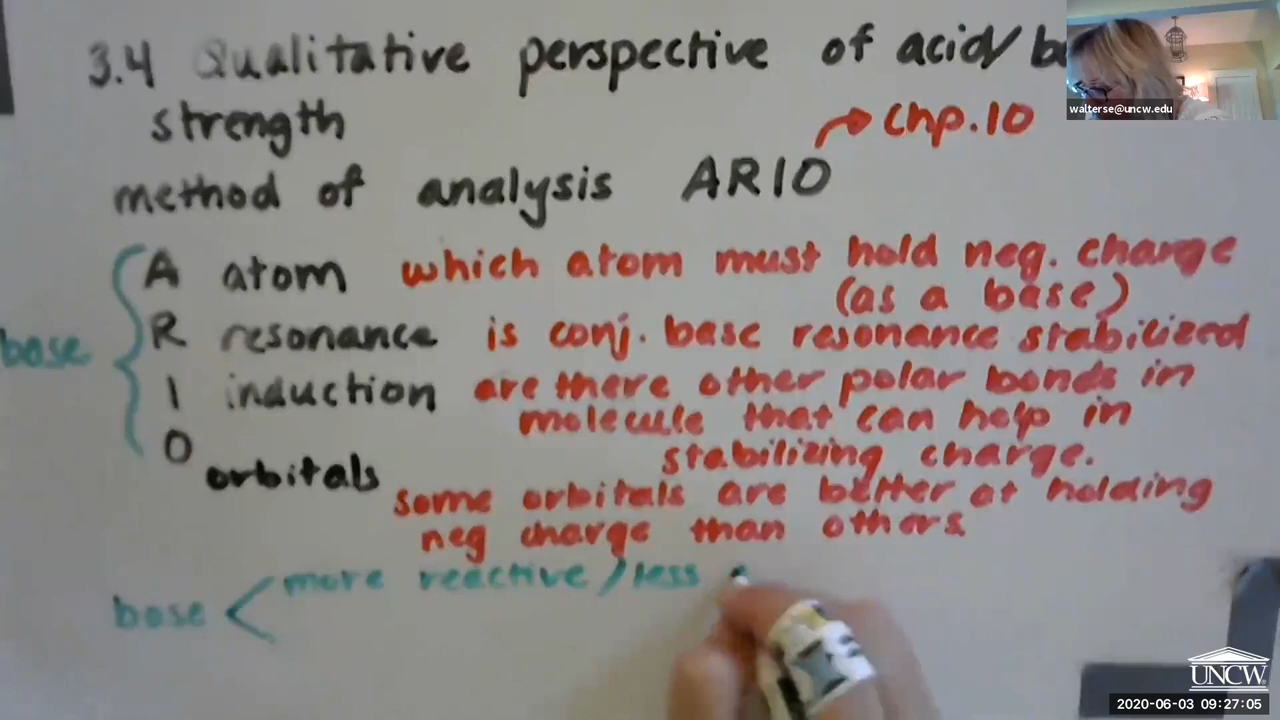 3.4 Qualitative perspective of acid/
strength
Chp.10
method of analysis ARIO
A atom which atom must hold neg. charge
(as a base)
base
R resonance is conj. base resonance stabilized
I induction are there other polar bonds in
molecule that can help in
stabilizing charge.
O orbitals
some orbitals are better at holding
neg charge than others
base < more reactive/less
walterse@uncw.edu
UNCW
2020-06-03 09:27:05